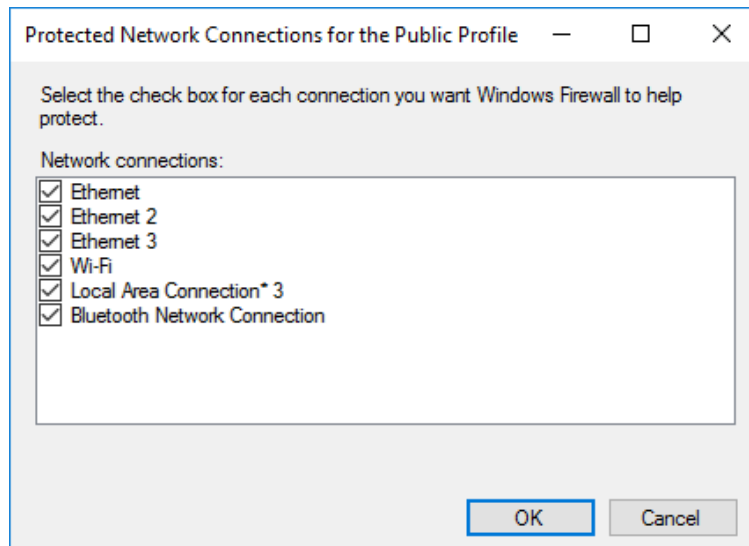 Protected Network Connections for the Public Profile
Select the check box for each connection you want Windows Firewall to help
protect.
Network connections:
Ethernet
Ethernet 2
Ethernet 3
Wi-Fi
Local Area Connection* 3
Bluetooth Network Connection
OK Cancel